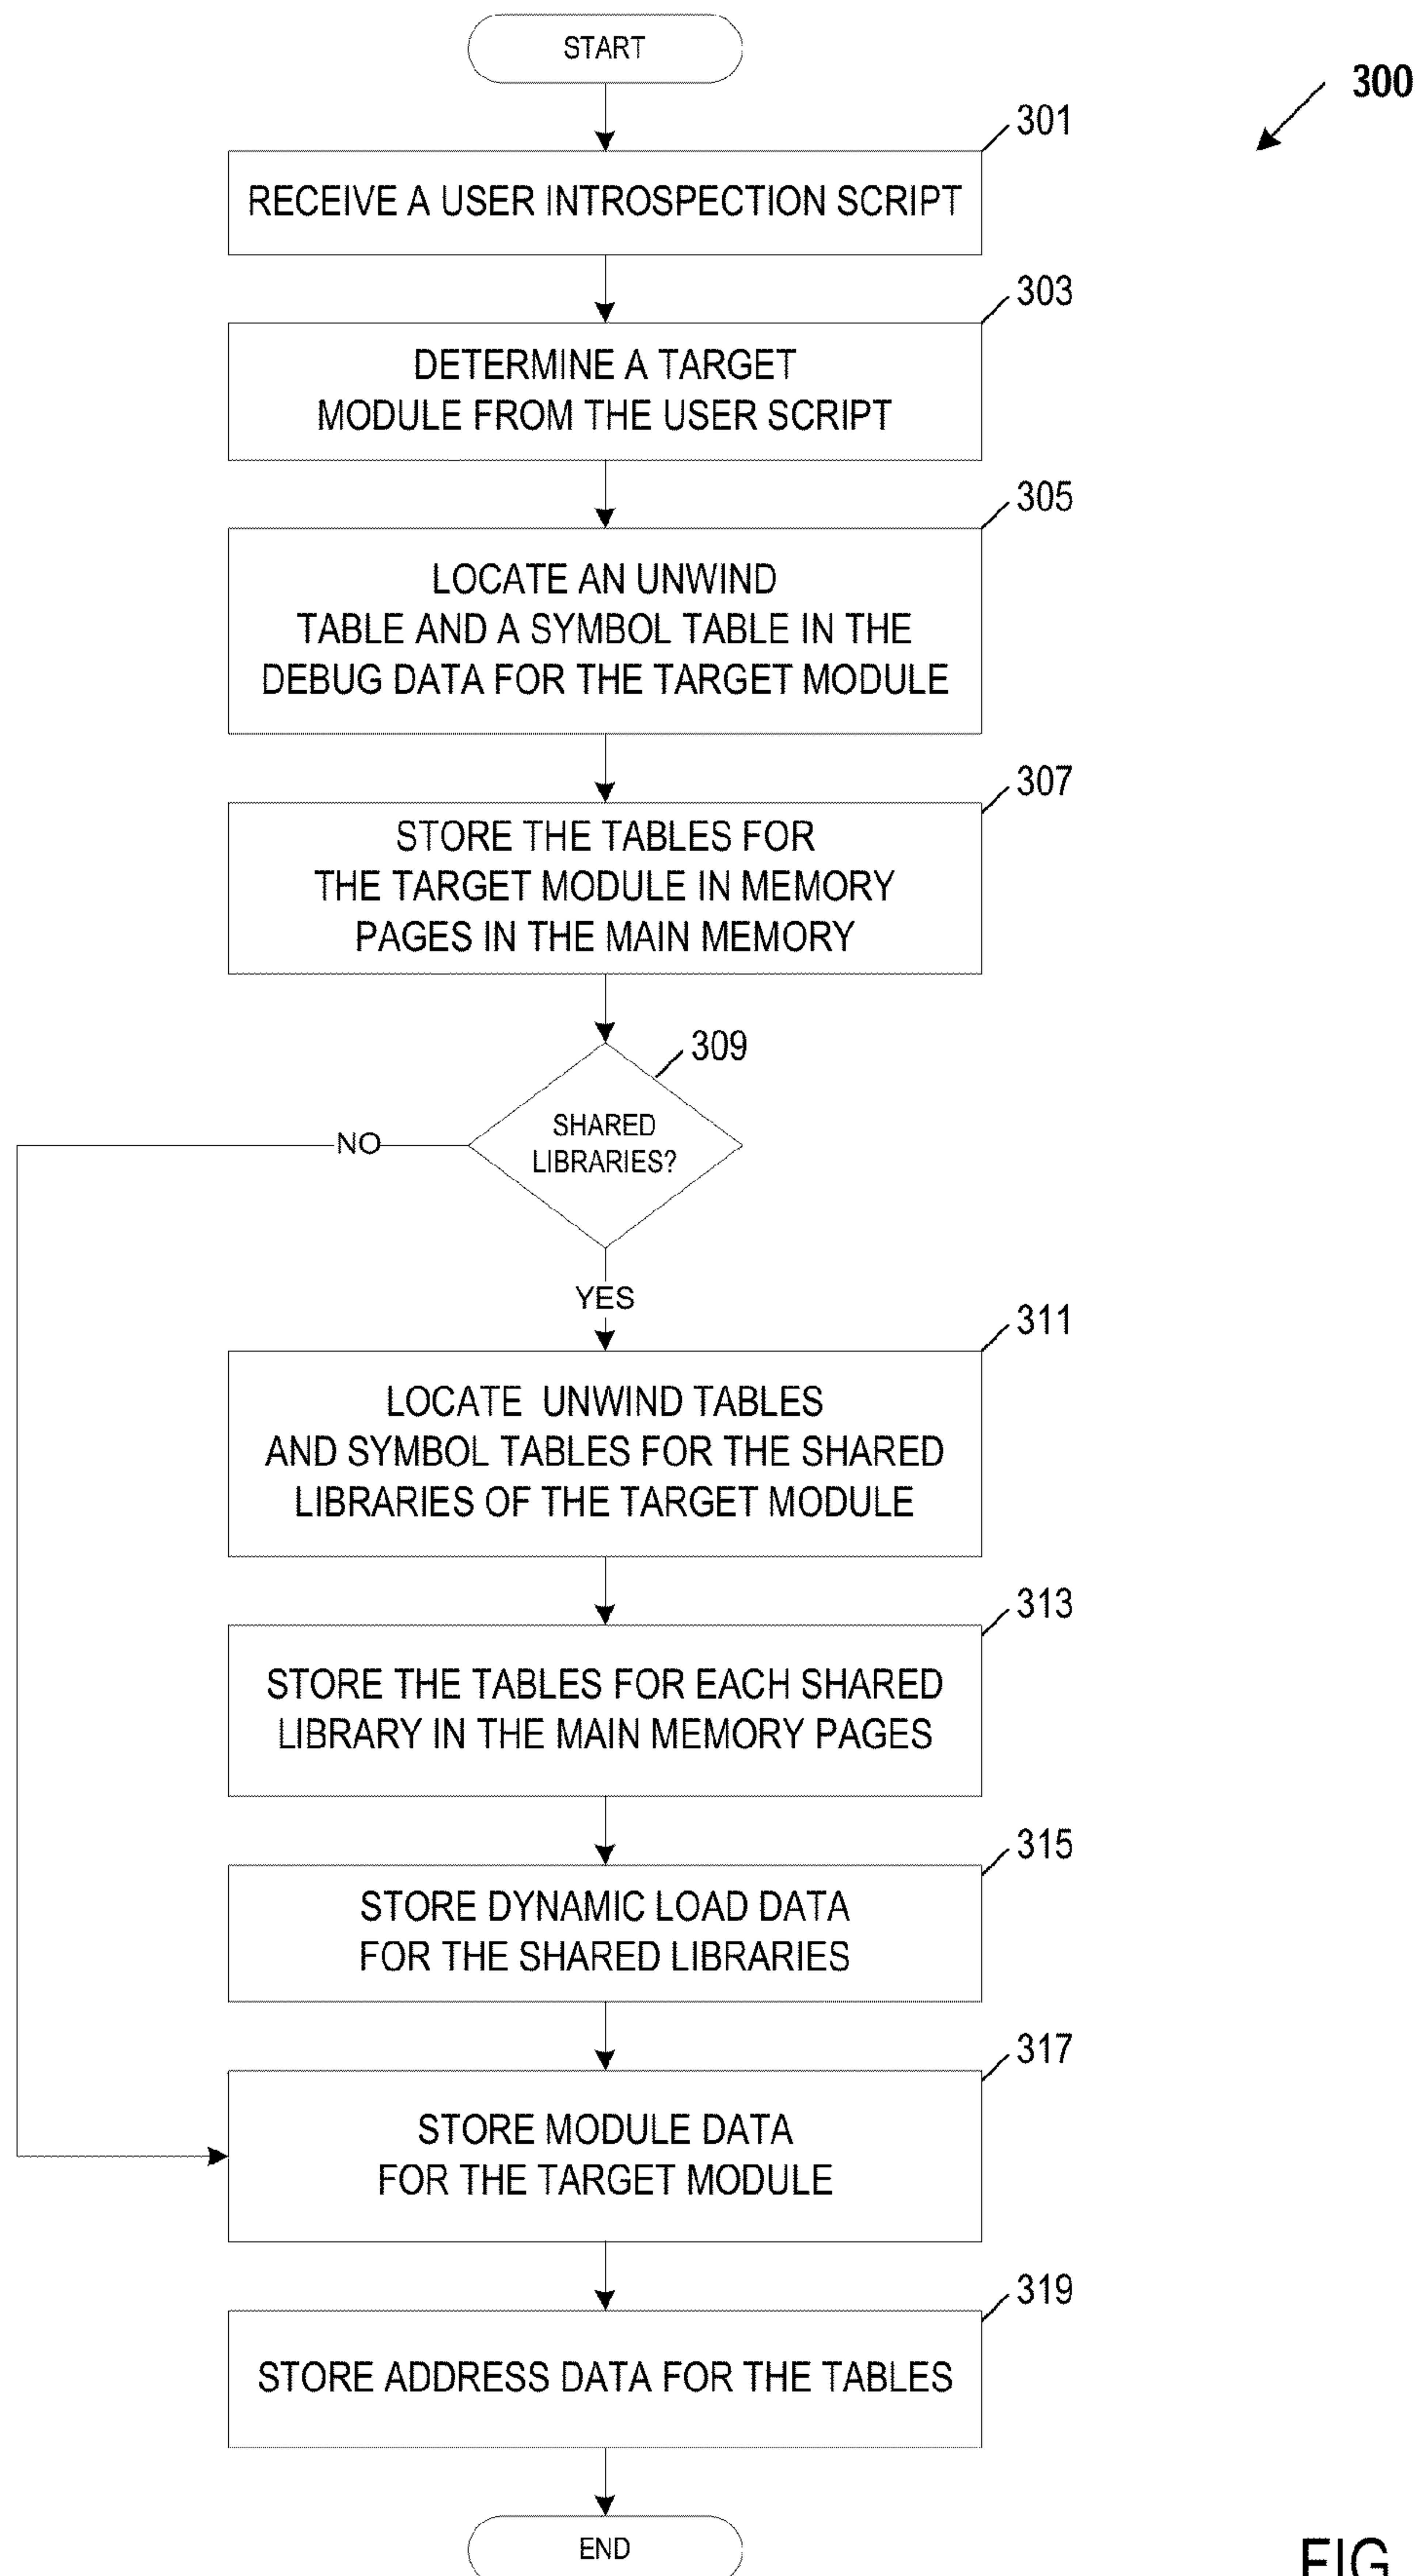 START
300
301
RECEIVE A USER INTROSPECTION SCRIPT
303
DETERMINE A TARGET
MODULE FROM THE USER SCRIPT
305
LOCATE AN UNWIND
TABLE AND A SYMBOL TABLE IN THE
DEBUG DATA FOR THE TARGET MODULE
307
STORE THE TABLES FOR
THE TARGET MODULE IN MEMORY
PAGES IN THE MAIN MEMORY
309
SHARED
LIBRARIES?
NO
YES
311
LOCATE UNWIND TABLES
AND SYMBOL TABLES FOR THE SHARED
LIBRARIES OF THE TARGET MODULE
313
STORE THE TABLES FOR EACH SHARED
LIBRARY IN THE MAIN MEMORY PAGES
315
STORE DYNAMIC LOAD DATA
FOR THE SHARED LIBRARIES
317
STORE MODULE DATA
FOR THE TARGET MODULE
319
STORE ADDRESS DATA FOR THE TABLES
END
FIG